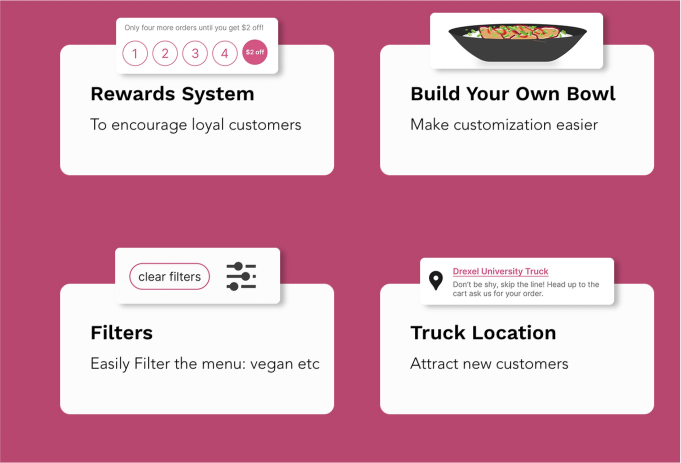 Only four more orders until you get $2 off!
1 2 3 4 $2 off
Rewards System
To encourage loyal customers
Build Your Own Bowl
Make customization easier
clear filters
Filters
Easily Filter the menu: vegan etc
Drexel University Truck
Don't be shy, skip the line! Head up to the
cart ask us for your order.
Truck Location
Attract new customers